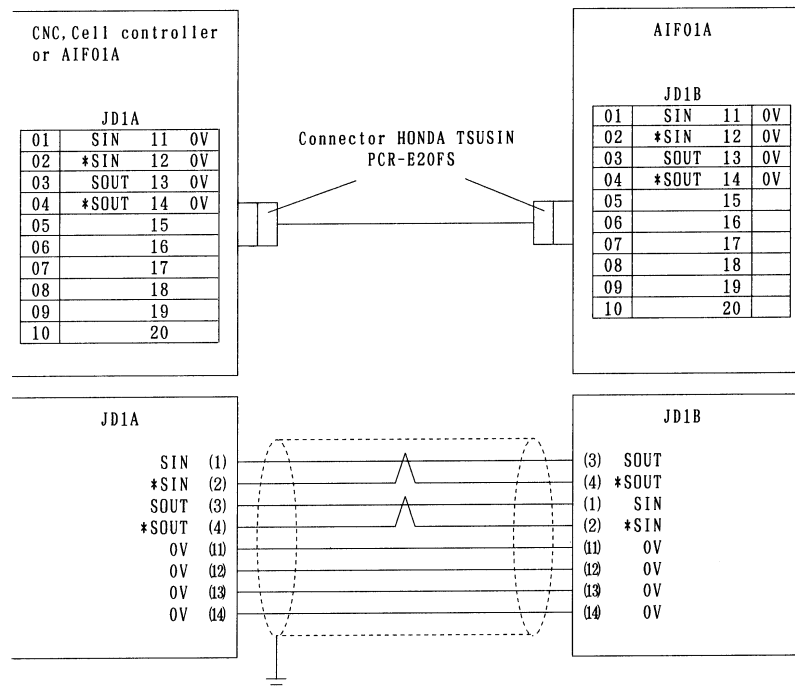 CNC,Cell controller
or AIF01A
JD1A
01 SIN 11 0V
02 *SIN 12 0V
03 SOUT 13 0V
04 *SOUT 14 0V
05 15
06 16
07 17
08 18
09 19
10 20
Connector HONDA TSUSIN
PCR-E20FS
AIF01A
JD1B
01 SIN 11 0V
02 *SIN 12 0V
03 SOUT 13 0V
04 *SOUT 14 0V
05 15
06 16
07 17
08 18
09 19
10 20
JD1A
SIN (1)
*SIN (2)
SOUT (3)
*SOUT (4)
0V (11)
0V (12)
0V (13)
0V (14)
JD1B
(3) SOUT
(4) *SOUT
(1) SIN
(2) *SIN
(11) 0V
(12) 0V
(13) 0V
(14) 0V